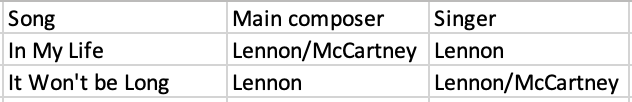 Song Main composer Singer
In My Life Lennon/McCartney Lennon
It Won't be Long Lennon Lennon/McCartney